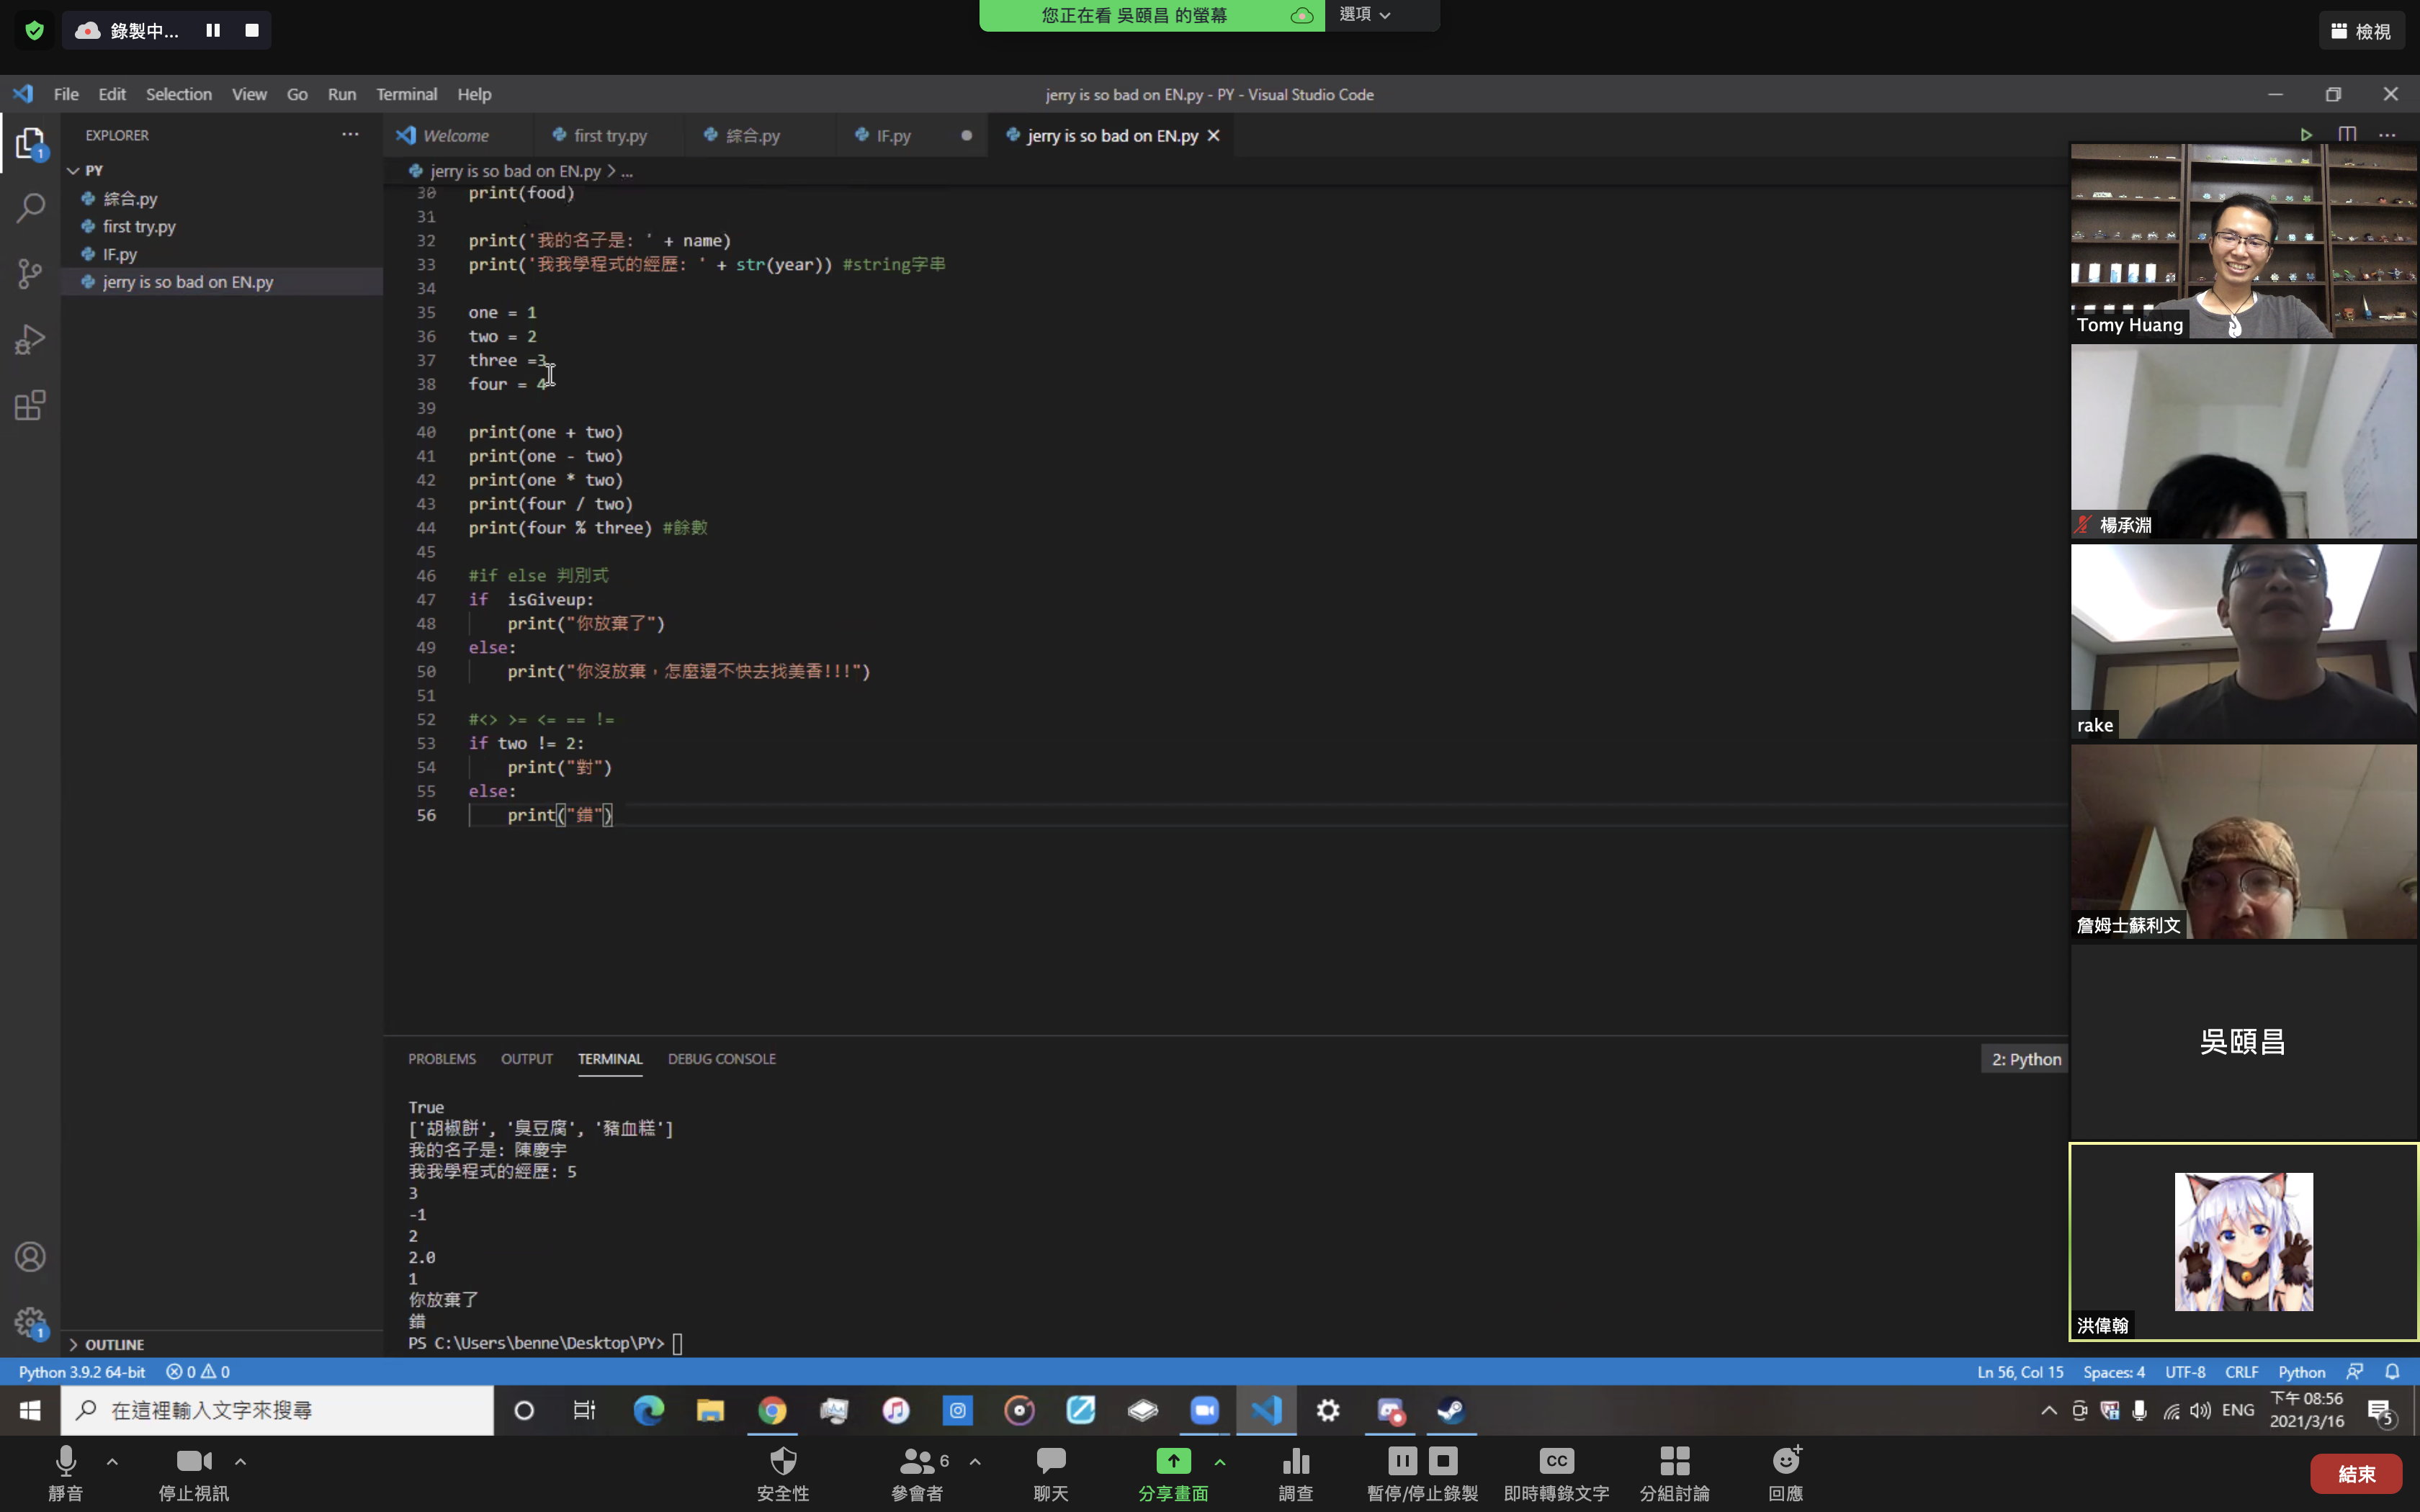 錄製中...
您正在看 吳頤昌 的螢幕
選項
檢視
File Edit Selection View Go Run Terminal Help
jerry is so bad on EN.py - PY - Visual Studio Code
EXPLORER
Welcome
first try.py
綜合.py
IF.py
jerry is so bad on EN.py
PY
綜合.py
first try.py
IF.py
jerry is so bad on EN.py
jerry is so bad on EN.py > ...
30 print(food)
31
32 print('我的名子是: ' + name)
33 print('我我學程式的經歷: ' + str(year)) #string字串
34
35 one = 1
36 two = 2
37 three =3
38 four = 4
39
40 print(one + two)
41 print(one - two)
42 print(one * two)
43 print(four / two)
44 print(four % three) #餘數
45
46 #if else 判別式
47 if  isGiveup:
48 print("你放棄了")
49 else:
50 print("你沒放棄，怎麼還不快去找美香!!!")
51
52 #<> >= <= == !=
53 if two != 2:
54 print("對")
55 else:
56 print("錯")
PROBLEMS OUTPUT TERMINAL DEBUG CONSOLE
2: Python
True
['胡椒餅', '臭豆腐', '豬血糕']
我的名子是: 陳慶宇
我我學程式的經歷: 5
3
-1
2
2.0
1
你放棄了
錯
PS C:\Users\benne\Desktop\PY>
OUTLINE
Tomy Huang
楊承淵
rake
詹姆士蘇利文
吳頤昌
洪偉翰
Python 3.9.2 64-bit
0 0
Ln 56, Col 15 Spaces: 4 UTF-8 CRLF Python
在這裡輸入文字來搜尋
ENG
下午 08:56
2021/3/16
5
靜音
停止視訊
安全性
6
參會者
聊天
分享畫面
調查
暫停/停止錄製
CC
即時轉錄文字
分組討論
回應
結束